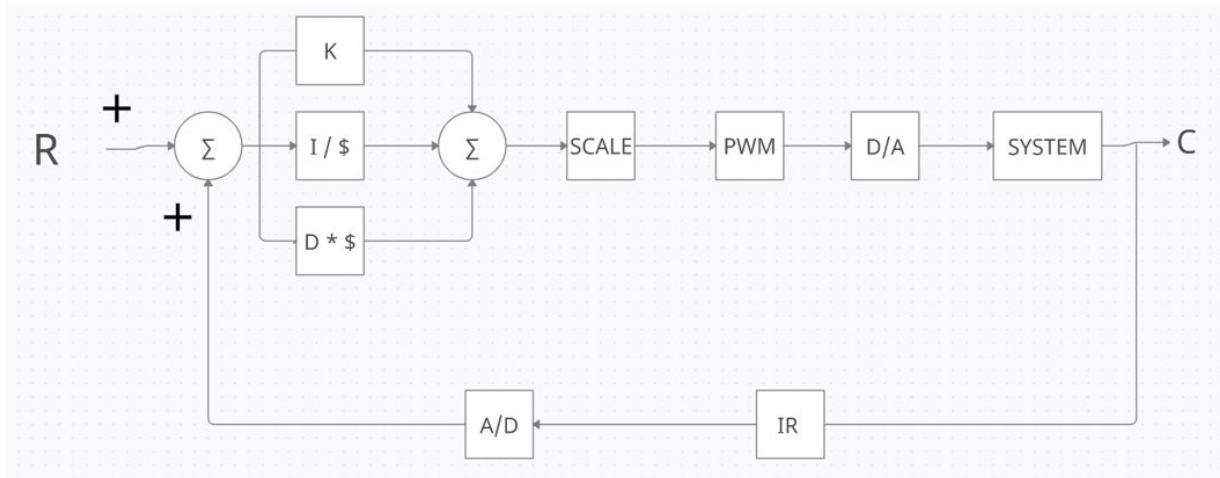 K
+
R
Σ
I / $
Σ
SCALE
PWM
D/A
SYSTEM
C
+
D * $
A/D
IR